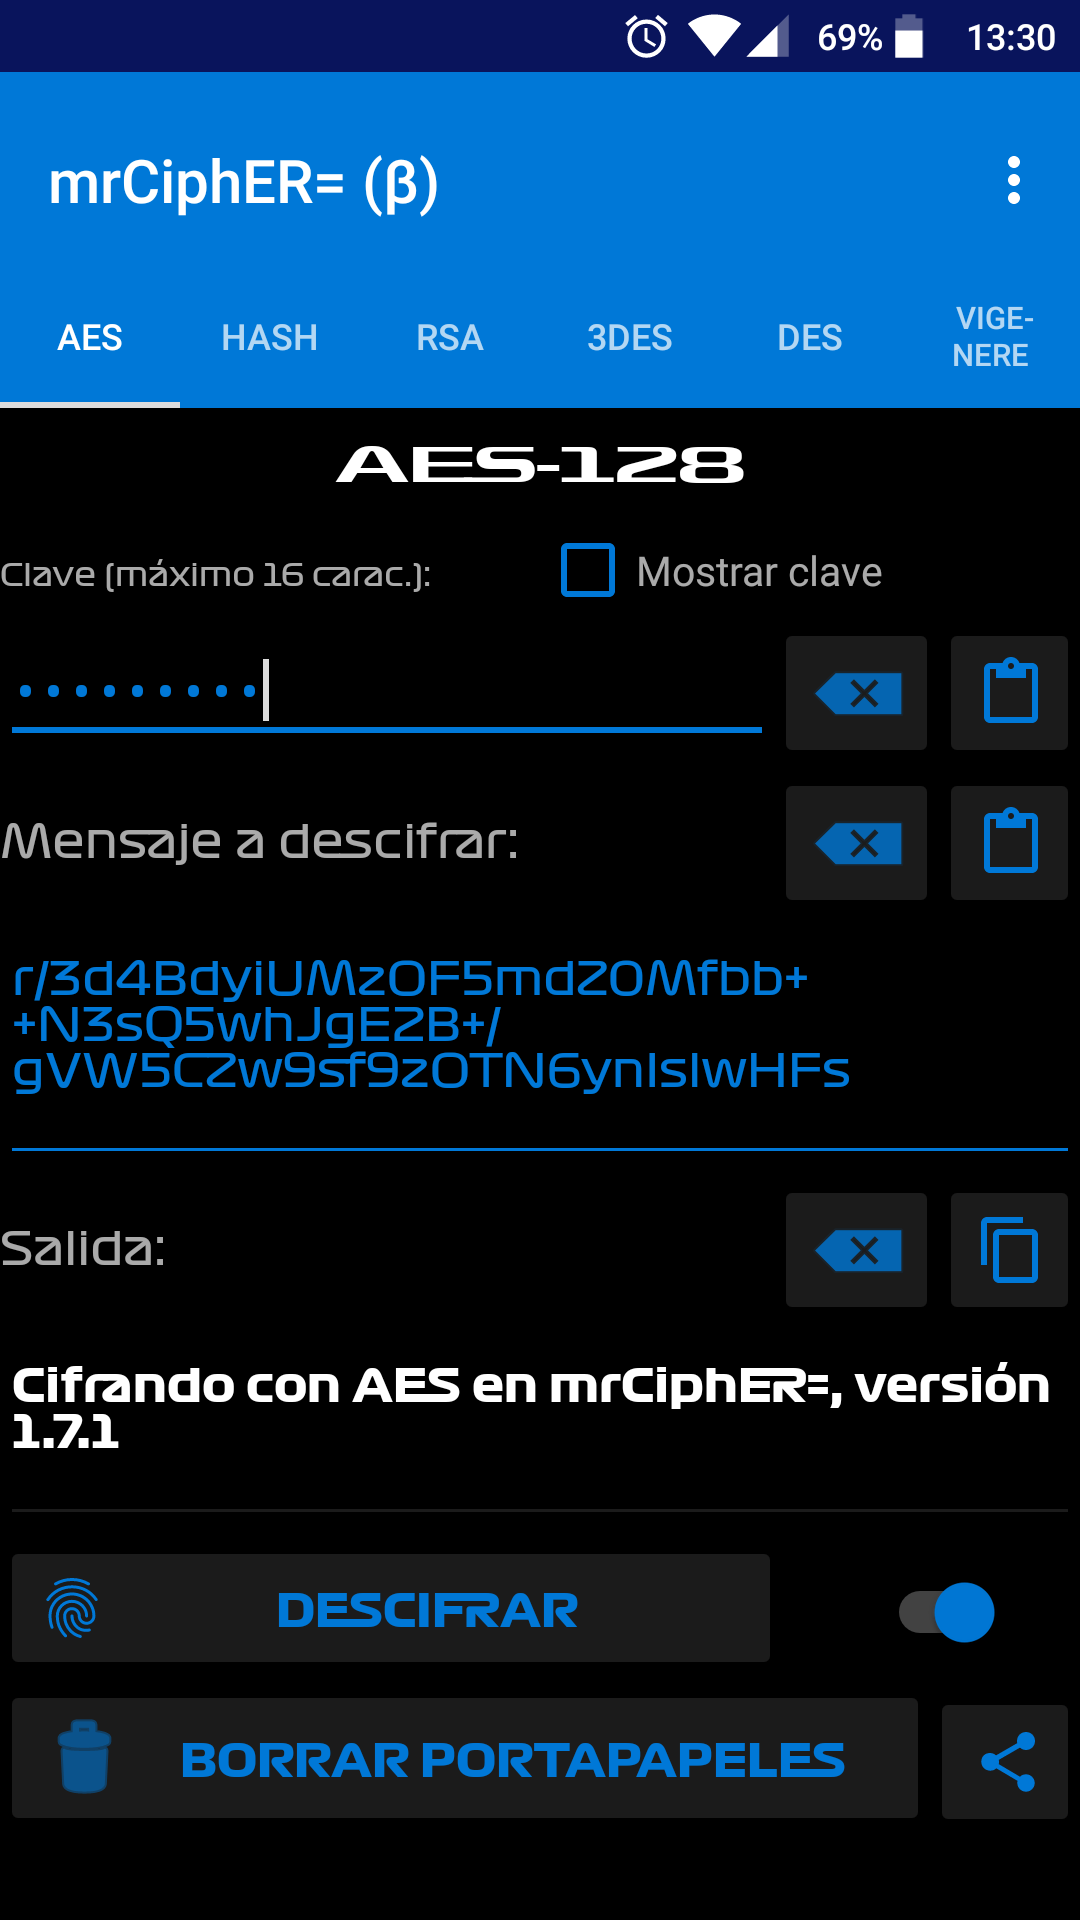 69% 13:30
mrCiphER= (β)
AES HASH RSA 3DES DES VIGE-
NERE
AES-128
Clave (máximo 16 carac.): Mostrar clave
•••••••••
Mensaje a descifrar:
r/3d4BdyiUMzOF5mdZOMfbb+
+N3sQ5whJgE2B+/
gVW5CZw9sf9zOTN6ynIsIwHFs
Salida:
Cifrando con AES en mrCiphER=, versión
1.7.1
DESCIFRAR
BORRAR PORTAPAPELES